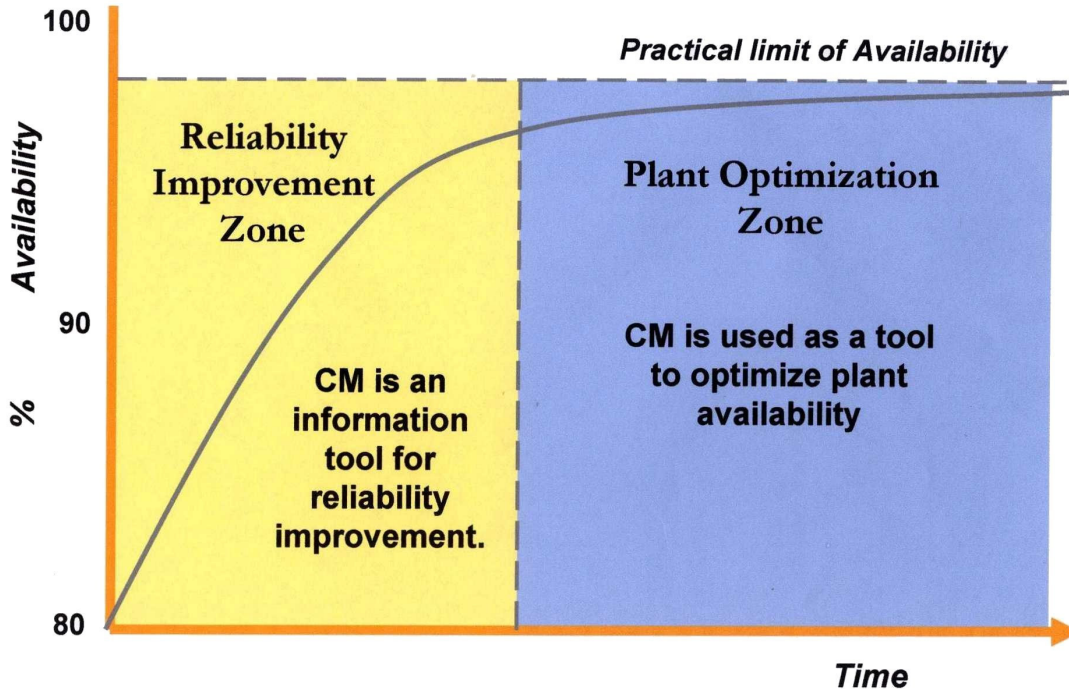 100
Practical limit of Availability
Reliability
Improvement
Zone
Plant Optimization
Zone
% Availability
90
CM is an
information
tool for
reliability
improvement.
CM is used as a tool
to optimize plant
availability
80
Time